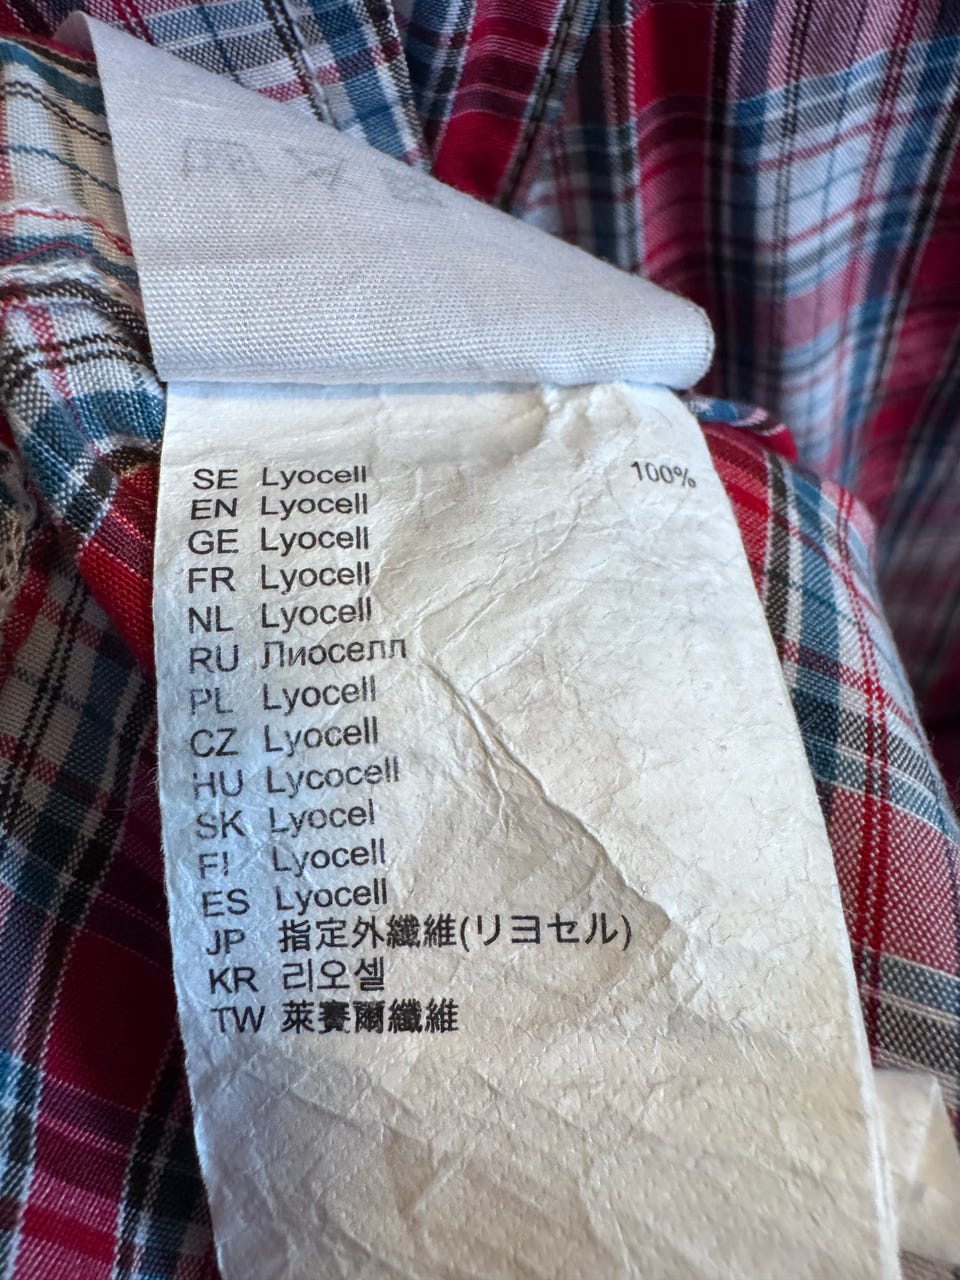 SE Lyocell 100%
EN Lyocell
GE Lyocell
FR Lyocell
NL Lyocell
RU Лиоселл
PL Lyocell
CZ Lyocell
HU Lycocell
SK Lyocel
FI Lyocell
ES Lyocell
JP 指定外繊維(リヨセル)
KR 리오셀
TW 萊賽爾纖維